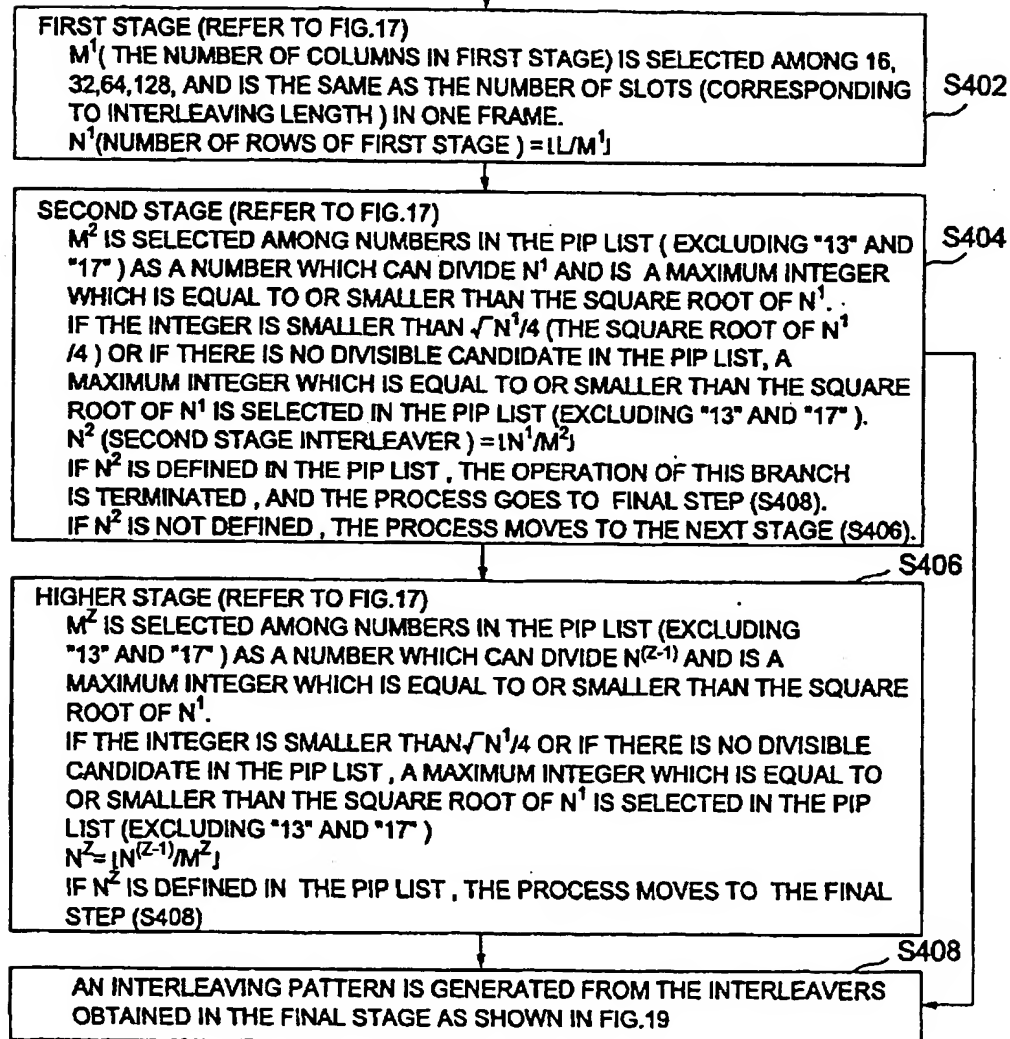 FIRST STAGE (REFER TO FIG.17)
M¹( THE NUMBER OF COLUMNS IN FIRST STAGE) IS SELECTED AMONG 16,
32,64,128, AND IS THE SAME AS THE NUMBER OF SLOTS (CORRESPONDING
TO INTERLEAVING LENGTH ) IN ONE FRAME.
N¹(NUMBER OF ROWS OF FIRST STAGE ) = ⌊L/M¹⌋
S402
SECOND STAGE (REFER TO FIG.17)
M² IS SELECTED AMONG NUMBERS IN THE PIP LIST ( EXCLUDING "13" AND
"17" ) AS A NUMBER WHICH CAN DIVIDE N¹ AND IS A MAXIMUM INTEGER
WHICH IS EQUAL TO OR SMALLER THAN THE SQUARE ROOT OF N¹.
IF THE INTEGER IS SMALLER THAN √N¹/4 (THE SQUARE ROOT OF N¹
/4 ) OR IF THERE IS NO DIVISIBLE CANDIDATE IN THE PIP LIST, A
MAXIMUM INTEGER WHICH IS EQUAL TO OR SMALLER THAN THE SQUARE
ROOT OF N¹ IS SELECTED IN THE PIP LIST (EXCLUDING "13" AND "17" ).
N² (SECOND STAGE INTERLEAVER ) = ⌊N¹/M²⌋
IF N² IS DEFINED IN THE PIP LIST , THE OPERATION OF THIS BRANCH
IS TERMINATED , AND THE PROCESS GOES TO FINAL STEP (S408).
IF N² IS NOT DEFINED , THE PROCESS MOVES TO THE NEXT STAGE (S406).
S404
S406
HIGHER STAGE (REFER TO FIG.17)
M^Z IS SELECTED AMONG NUMBERS IN THE PIP LIST (EXCLUDING
"13" AND "17" ) AS A NUMBER WHICH CAN DIVIDE N^(Z-1) AND IS A
MAXIMUM INTEGER WHICH IS EQUAL TO OR SMALLER THAN THE SQUARE
ROOT OF N¹.
IF THE INTEGER IS SMALLER THAN √N¹/4 OR IF THERE IS NO DIVISIBLE
CANDIDATE IN THE PIP LIST , A MAXIMUM INTEGER WHICH IS EQUAL TO
OR SMALLER THAN THE SQUARE ROOT OF N¹ IS SELECTED IN THE PIP
LIST (EXCLUDING "13" AND "17" )
N^Z= ⌊N^(Z-1)/M^Z⌋
IF N^Z IS DEFINED IN THE PIP LIST , THE PROCESS MOVES TO THE FINAL
STEP (S408)
S408
AN INTERLEAVING PATTERN IS GENERATED FROM THE INTERLEAVERS
OBTAINED IN THE FINAL STAGE AS SHOWN IN FIG.19